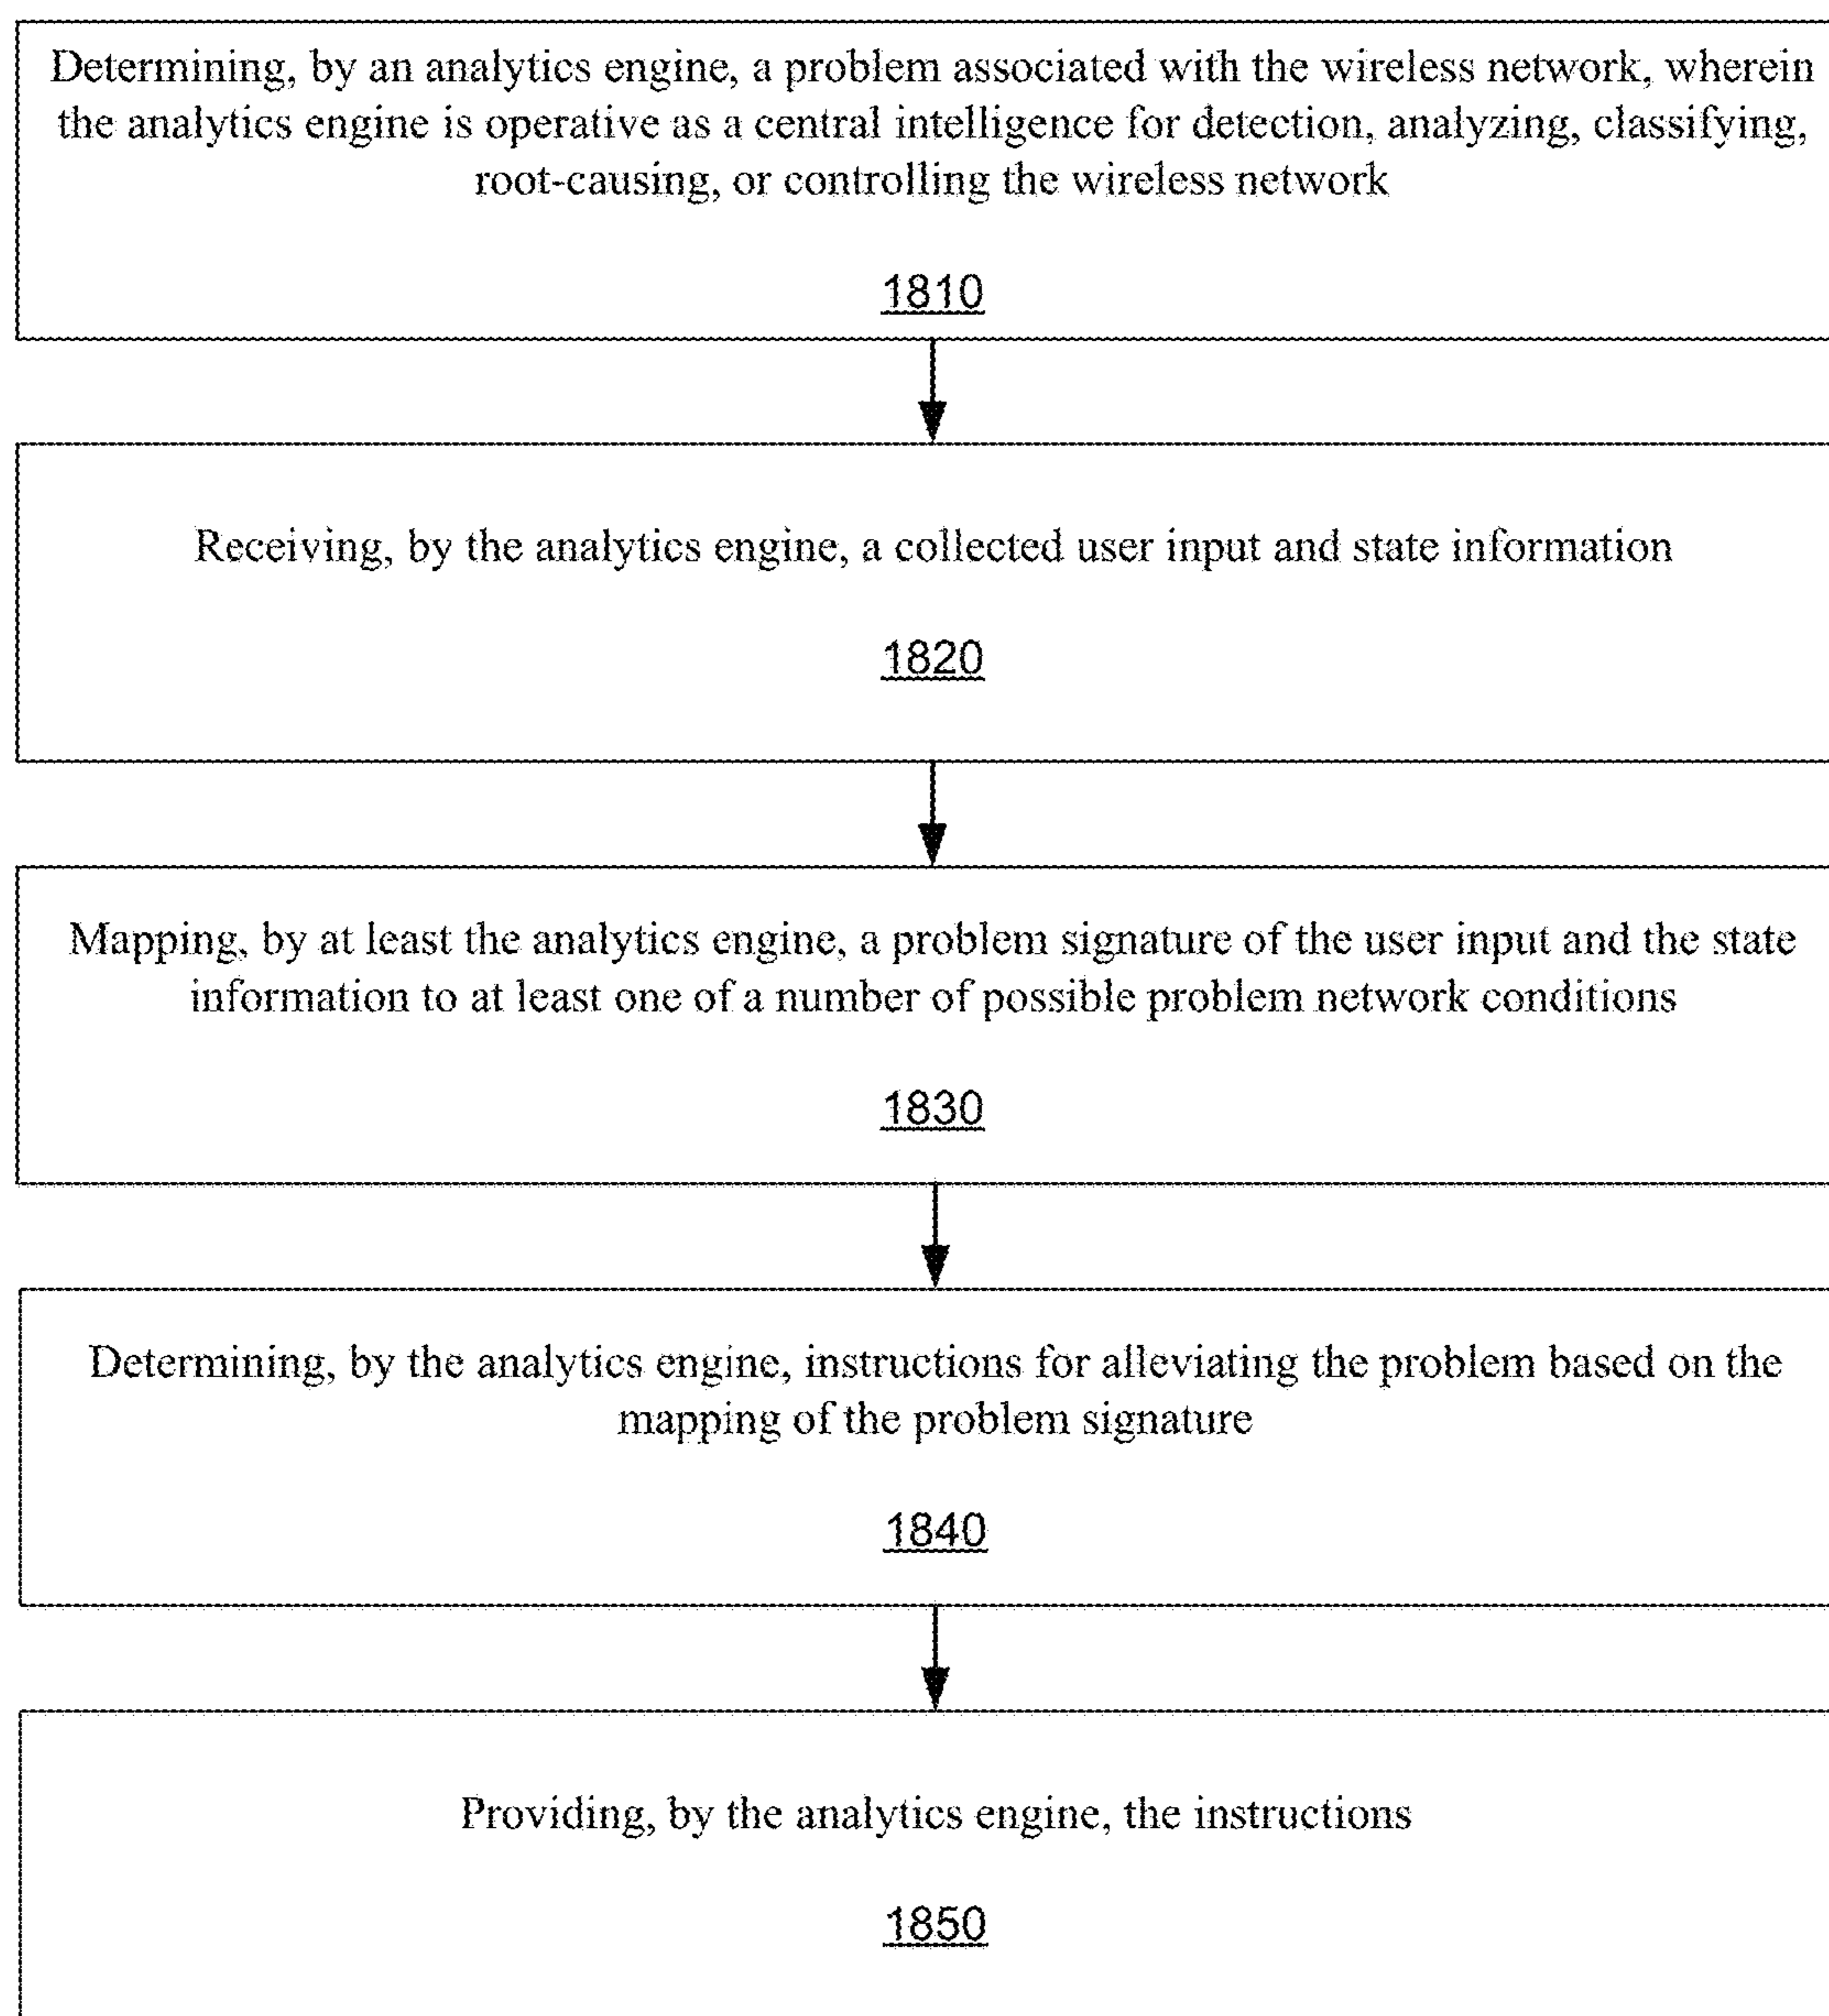 Determining, by an analytics engine, a problem associated with the wireless network, wherein
the analytics engine is operative as a central intelligence for detection, analyzing, classifying,
root-causing, or controlling the wireless network
1810
Receiving, by the analytics engine, a collected user input and state information
1820
Mapping, by at least the analytics engine, a problem signature of the user input and the state
information to at least one of a number of possible problem network conditions
1830
Determining, by the analytics engine, instructions for alleviating the problem based on the
mapping of the problem signature
1840
Providing, by the analytics engine, the instructions
1850